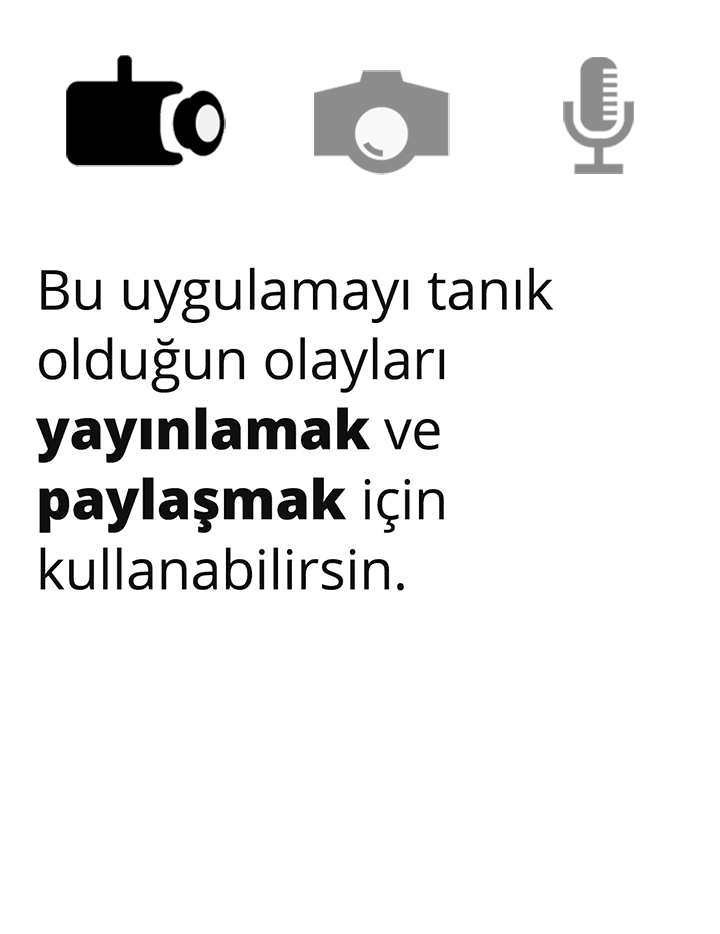 Bu uygulamayı tanık
olduğun olayları
yayınlamak ve
paylaşmak için
kullanabilirsin.